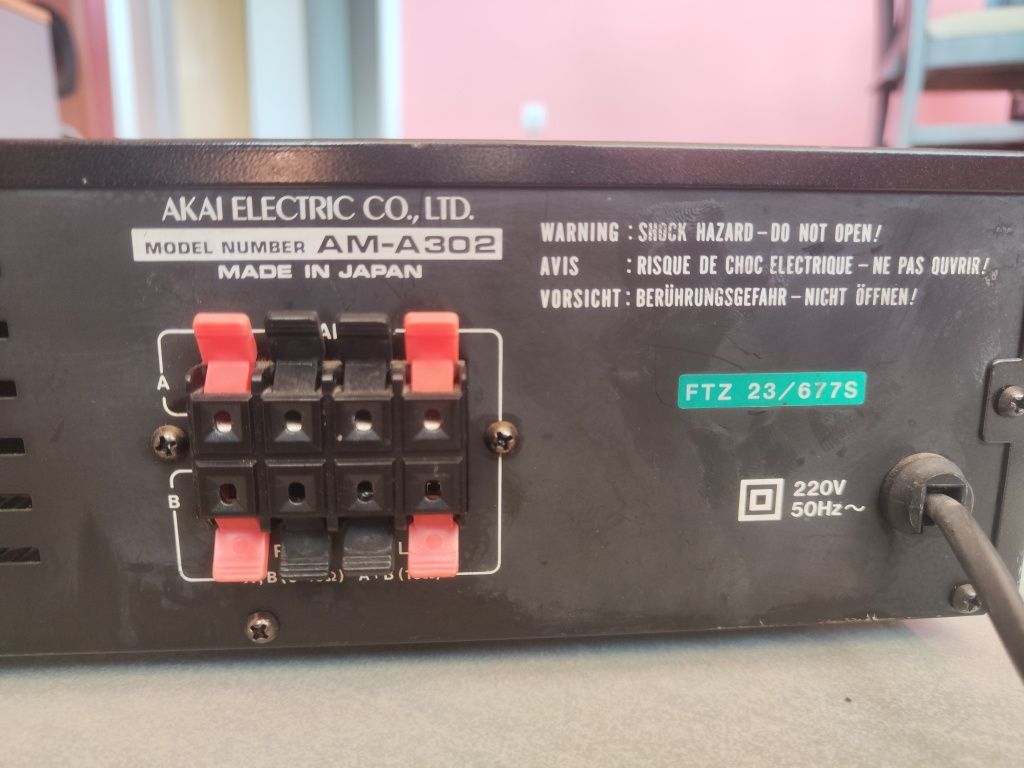 AKAI ELECTRIC CO., LTD.
MODEL NUMBER AM-A302
MADE IN JAPAN
WARNING : SHOCK HAZARD – DO NOT OPEN!
AVIS : RISQUE DE CHOC ELECTRIQUE – NE PAS OUVRIR!
VORSICHT : BERÜHRUNGSGEFAHR – NICHT ÖFFNEN!
A
B
FTZ 23/677S
220V
50Hz～